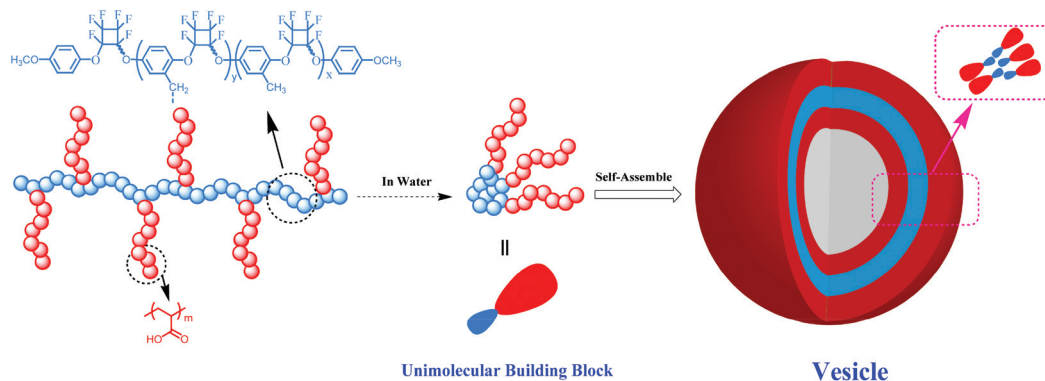 F F F F F F
F F F F F F
F F F F F F
H₃CO O O O O O O OCH₃
y x
CH₂ CH₃
In Water
Self-Assemble
=
m
HO O
Unimolecular Building Block
Vesicle